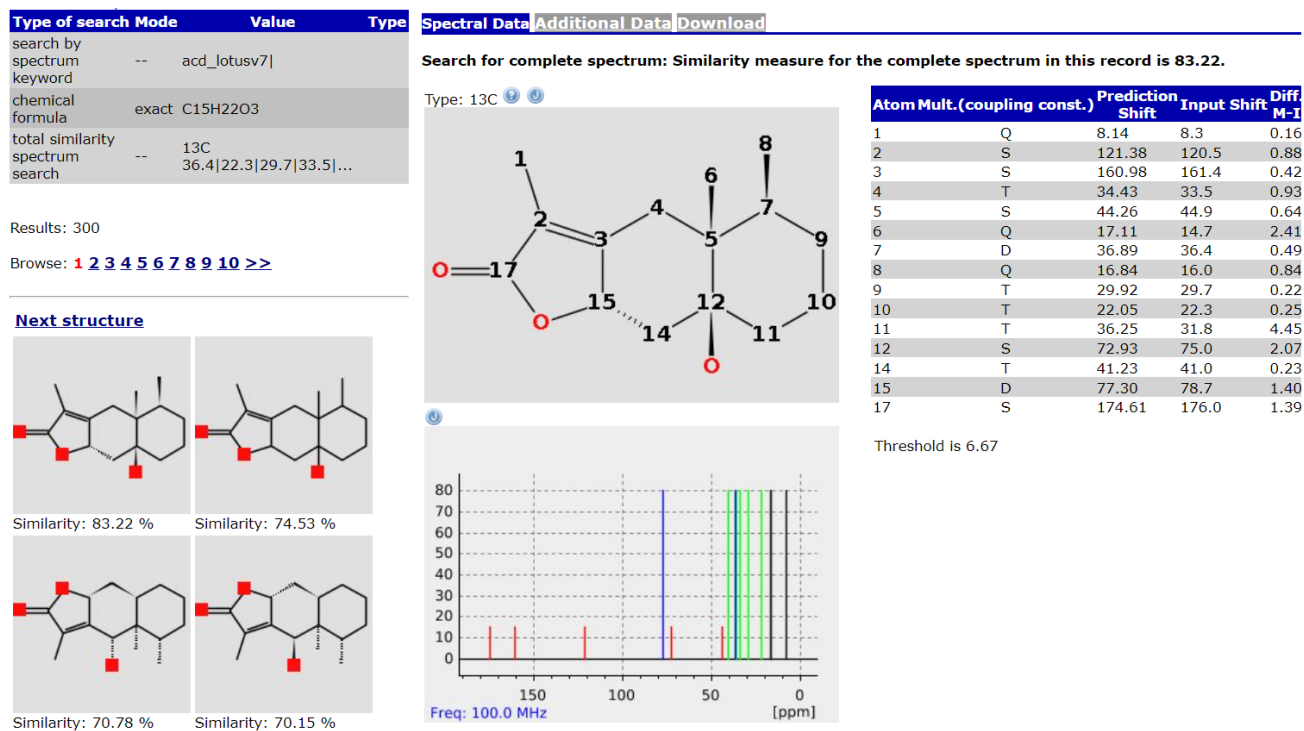 Type of search Mode Value Type
search by spectrum keyword -- acd_lotusv7|
chemical formula exact C15H22O3
total similarity spectrum search -- 13C 36.4|22.3|29.7|33.5|...
Results: 300
Browse: 1 2 3 4 5 6 7 8 9 10 >>
Next structure
Similarity: 83.22 %
Similarity: 74.53 %
Similarity: 70.78 %
Similarity: 70.15 %
Spectral Data Additional Data Download
Search for complete spectrum: Similarity measure for the complete spectrum in this record is 83.22.
Type: 13C
8
1
6
4
7
2
3
5
9
O
17
15
12
10
O
14
11
O
80
70
60
50
40
30
20
10
0
150 100 50 0
Freq: 100.0 MHz [ppm]
Atom Mult.(coupling const.) Prediction Shift Input Shift Diff. M-I
1 Q 8.14 8.3 0.16
2 S 121.38 120.5 0.88
3 S 160.98 161.4 0.42
4 T 34.43 33.5 0.93
5 S 44.26 44.9 0.64
6 Q 17.11 14.7 2.41
7 D 36.89 36.4 0.49
8 Q 16.84 16.0 0.84
9 T 29.92 29.7 0.22
10 T 22.05 22.3 0.25
11 T 36.25 31.8 4.45
12 S 72.93 75.0 2.07
14 T 41.23 41.0 0.23
15 D 77.30 78.7 1.40
17 S 174.61 176.0 1.39
Threshold is 6.67